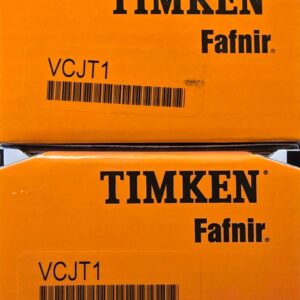 TIMKEN
Fafnir®
VCJT1
TIMKEN®
Fafnir®
VCJT1